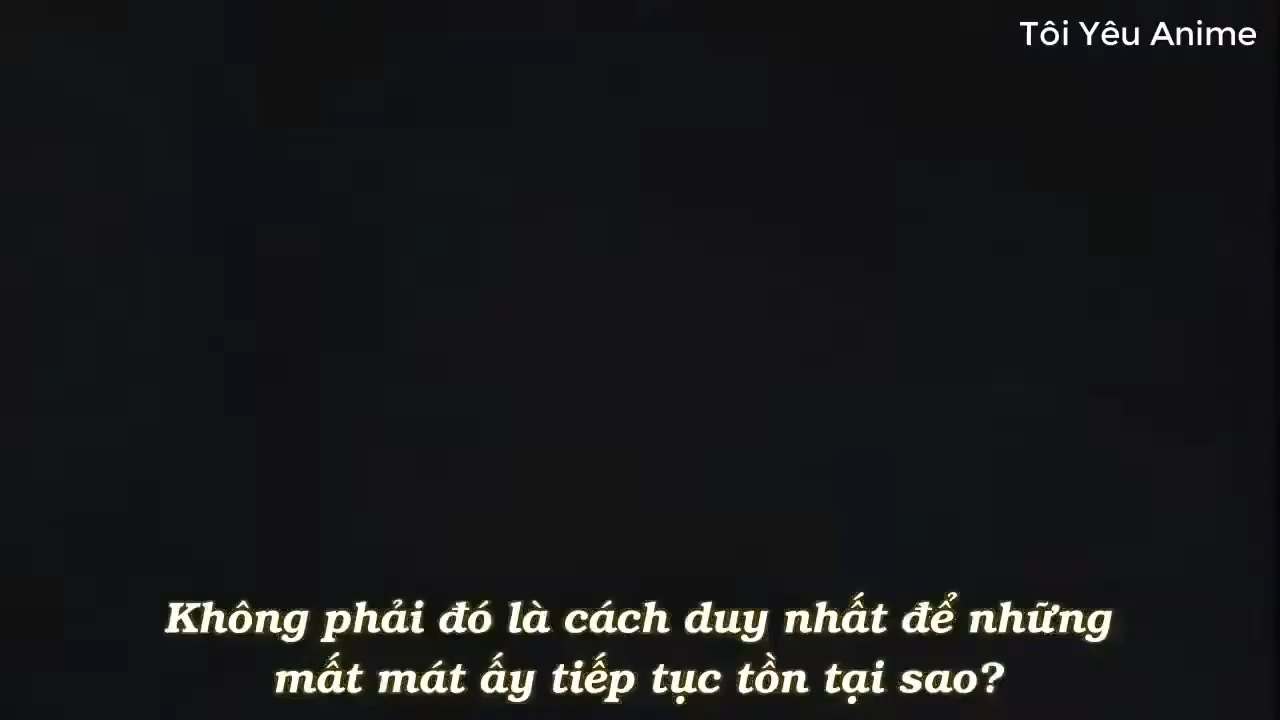 Tôi Yêu Anime
Không phải đó là cách duy nhất để những
mất mát ấy tiếp tục tồn tại sao?